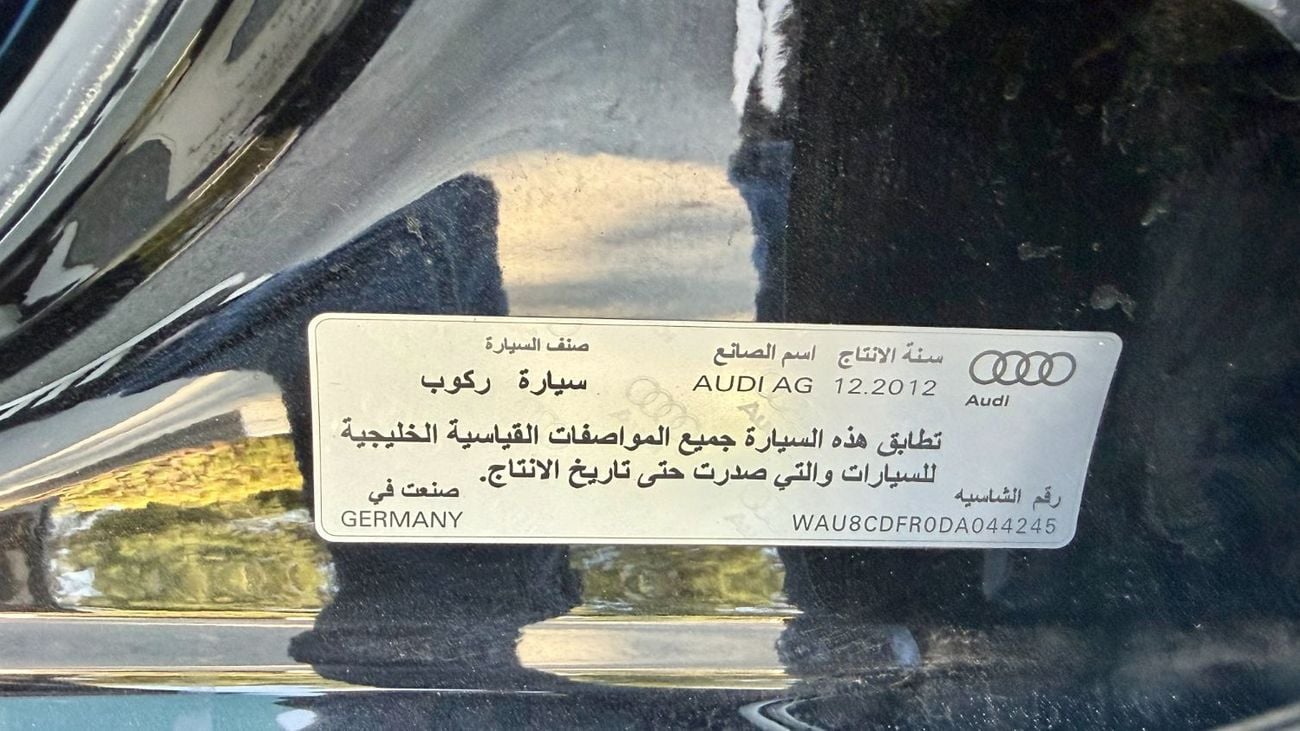 سنة الانتاج اسم الصانع صنف السيارة
12.2012 AUDI AG سيارة ركوب
Audi
تطابق هذه السيارة جميع المواصفات القياسية الخليجية
للسيارات والتي صدرت حتى تاريخ الانتاج.
رقم الشاسيه صنعت في
WAU8CDFR0DA044245 GERMANY